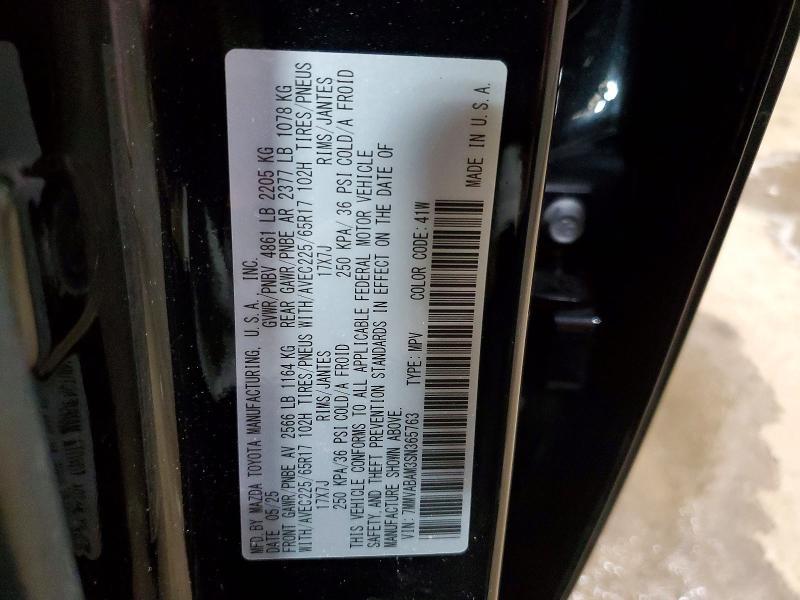 MFD.BY MAZDA TOYOTA MANUFACTURING, U.S.A. INC.
DATE 05/25 GVWR/PNBV 4861 LB 2205 KG
FRONT GAWR/PNBE AV 2566 LB 1164 KG REAR GAWR/PNBE AR 2377 LB 1078 KG
WITH/AVEC225/65R17 102H TIRES/PNEUS WITH/AVEC225/65R17 102H TIRES/PNEUS
17X7J RIMS/JANTES 17X7J RIMS/JANTES
250 KPA/ 36 PSI COLD/A FROID 250 KPA/ 36 PSI COLD/A FROID
THIS VEHICLE CONFORMS TO ALL APPLICABLE FEDERAL MOTOR VEHICLE
SAFETY AND THEFT PREVENTION STANDARDS IN EFFECT ON THE DATE OF
MANUFACTURE SHOWN ABOVE.
VIN: 7MMVABAM3SN365763 TYPE: MPV COLOR CODE: 41W
MADE IN U.S.A.